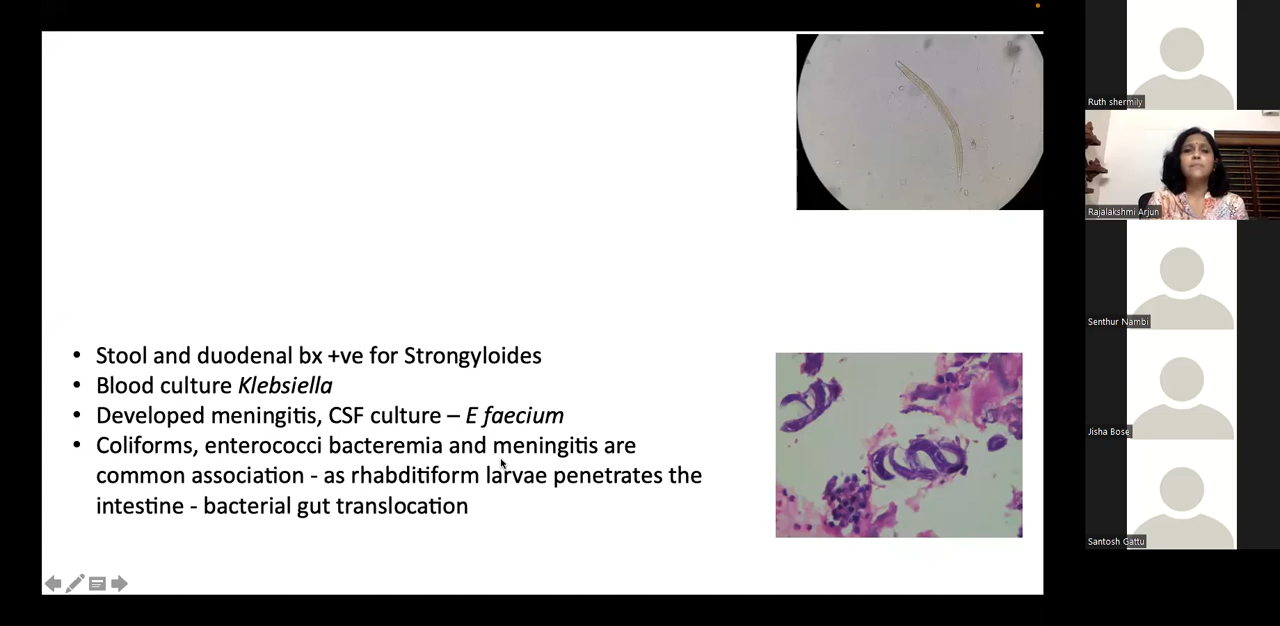 Ruth shermily
Rajalakshmi Arjun
Senthur Nambi
Jisha Bose
Santosh Gattu
• Stool and duodenal bx +ve for Strongyloides
• Blood culture Klebsiella
• Developed meningitis, CSF culture – E faecium
• Coliforms, enterococci bacteremia and meningitis are
common association - as rhabditiform larvae penetrates the
intestine - bacterial gut translocation